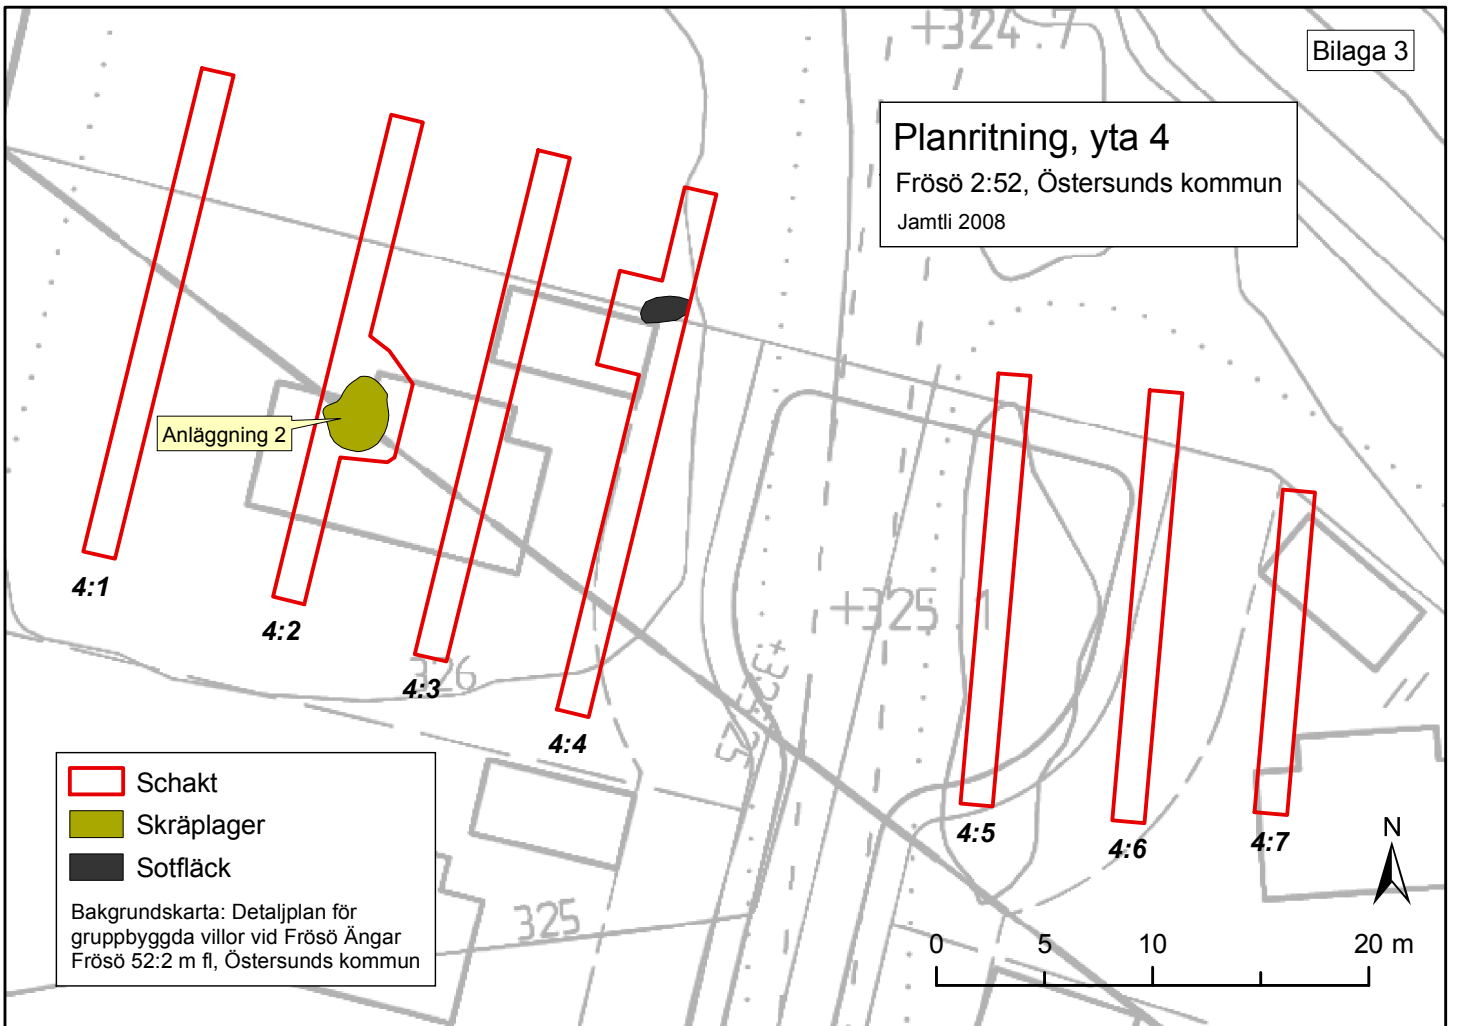 +324.7
Bilaga 3
Planritning, yta 4
Frösö 2:52, Östersunds kommun
Jamtli 2008
Anläggning 2
4:1
4:2
4:3
4:4
4:5
4:6
4:7
+325.1
326
325
Schakt
Skräplager
Sotfläck
Bakgrundskarta: Detaljplan för
gruppbyggda villor vid Frösö Ängar
Frösö 52:2 m fl, Östersunds kommun
N
0 5 10 20 m